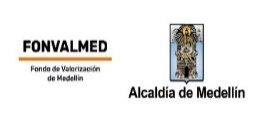 FONVALMED
Fondo de Valorización
de Medellín
Alcaldía de Medellín